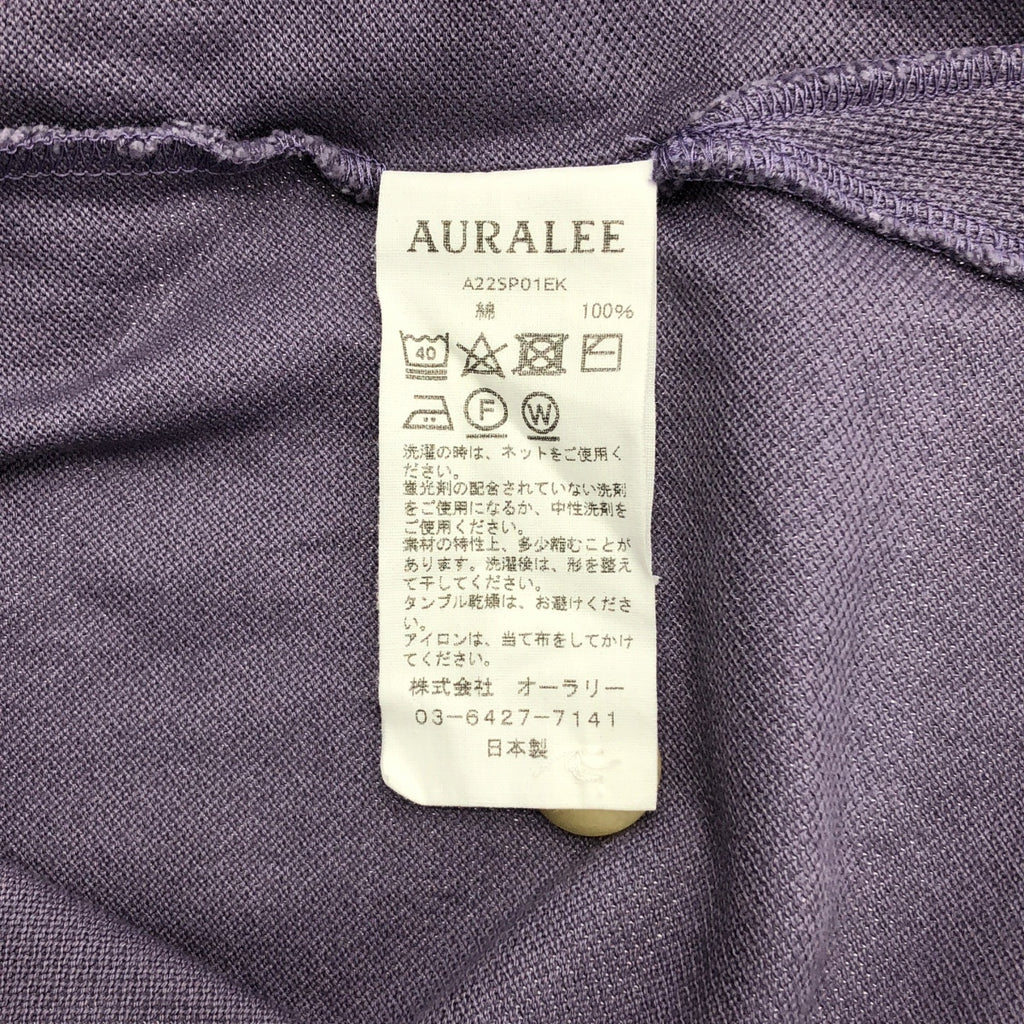 AURALEE
A22SP01EK
綿 100%
40
F W
洗濯の時は、ネットをご使用く
ださい。
蛍光剤の配合されていない洗剤
をご使用になるか、中性洗剤を
ご使用ください。
素材の特性上、多少縮むことが
あります。洗濯後は、形を整え
て干してください。
タンブル乾燥は、お避けくださ
い。
アイロンは、当て布をしてかけ
てください。
株式会社 オーラリー
03-6427-7141
日本製